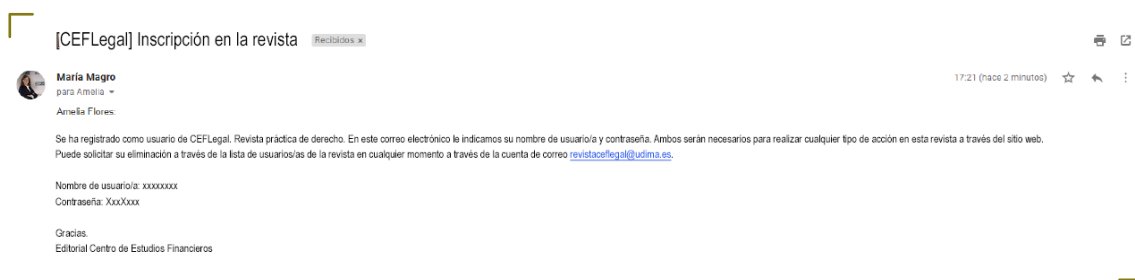 [CEFLegal] Inscripción en la revista Recibidos x
María Magro 17:21 (hace 2 minutos)
para Amelia
Amelia Flores:
Se ha registrado como usuario de CEFLegal. Revista práctica de derecho. En este correo electrónico le indicamos su nombre de usuario/a y contraseña. Ambos serán necesarios para realizar cualquier tipo de acción en esta revista a través del sitio web.
Puede solicitar su eliminación a través de la lista de usuarios/as de la revista en cualquier momento a través de la cuenta de correo revistaceflegal@udima.es.
Nombre de usuario/a: xxxxxxxx
Contraseña: XxxXxxx
Gracias.
Editorial Centro de Estudios Financieros